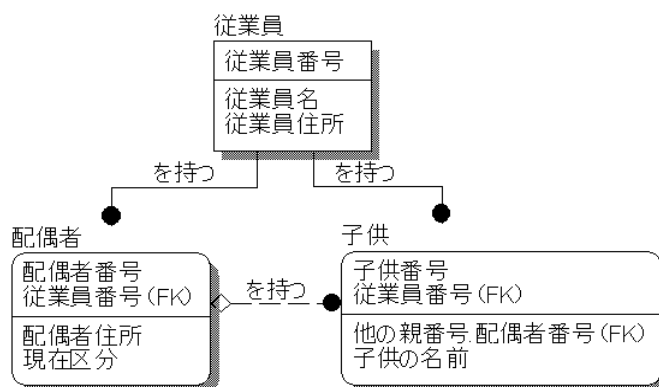 従業員
従業員番号
従業員名
従業員住所
を持つ
を持つ
配偶者
配偶者番号
従業員番号(FK)
配偶者住所
現在区分
を持つ
子供
子供番号
従業員番号(FK)
他の親番号.配偶者番号(FK)
子供の名前